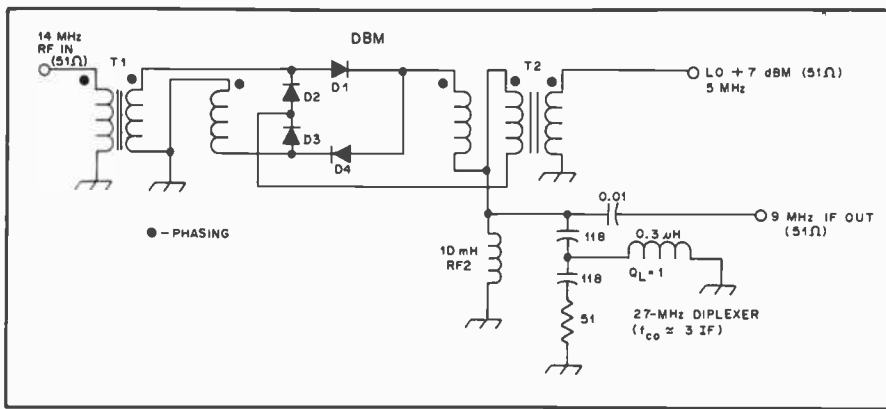 DBM
14 MHz
RF IN
(51Ω)
T1
T2
D1
D2
D3
D4
LO + 7 dBM (51Ω)
5 MHz
● - PHASING
0.01
9 MHz IF OUT
(51Ω)
118
0.3 uH
QL = 1
10 mH
RF2
118
51
27-MHz DIPLEXER
(fco ≃ 3 IF)